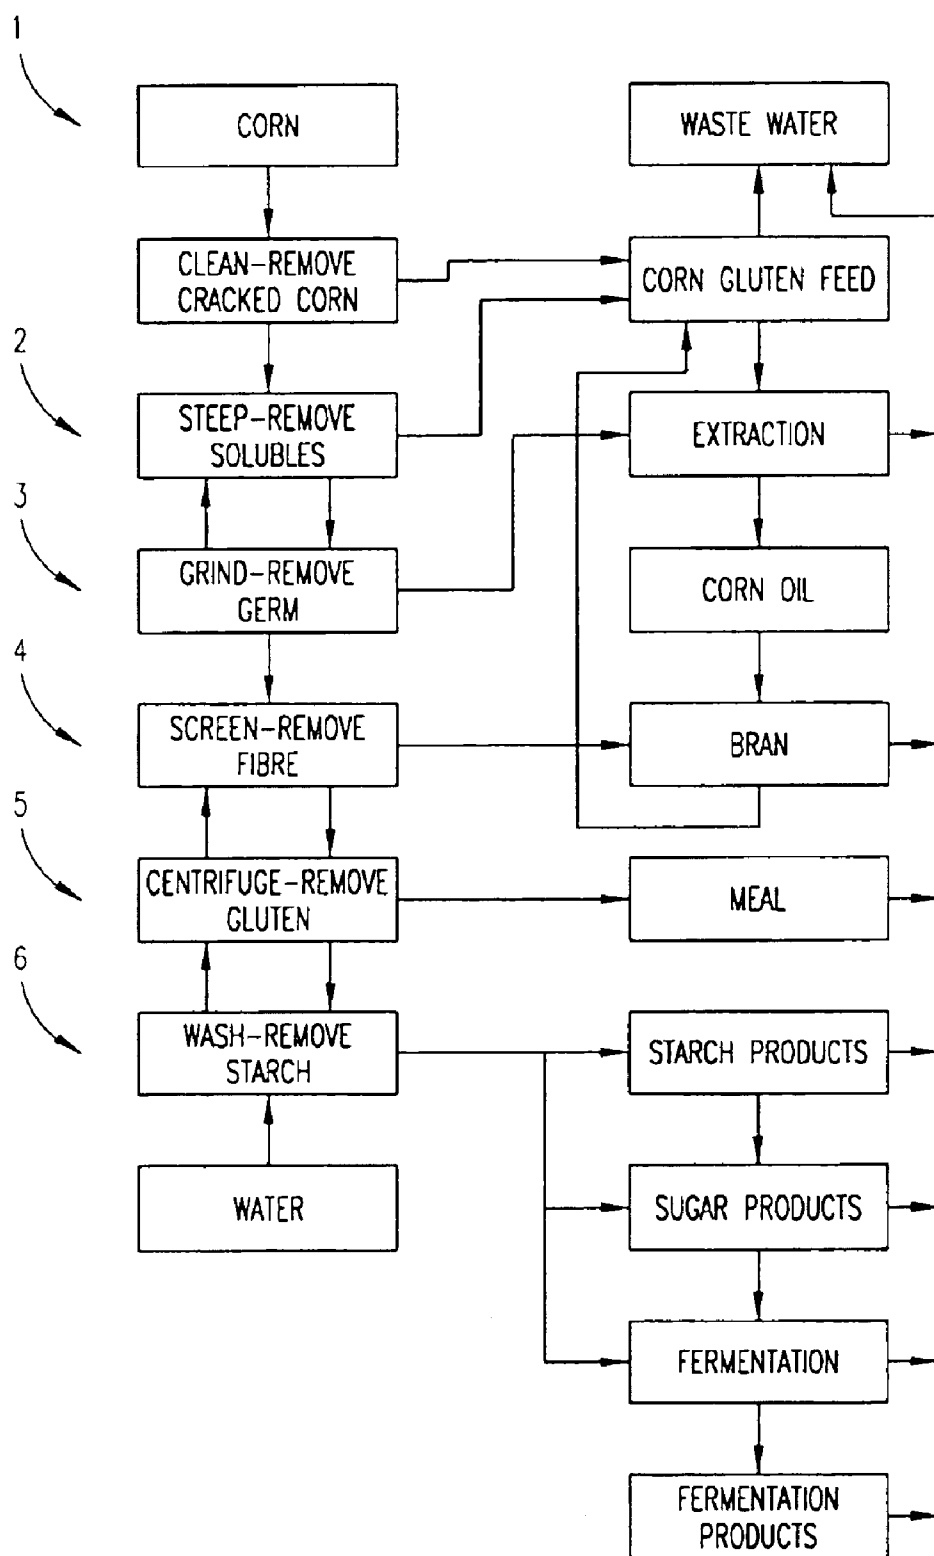 1
CORN
WASTE WATER
CLEAN-REMOVE
CRACKED CORN
CORN GLUTEN FEED
2
STEEP-REMOVE
SOLUBLES
EXTRACTION
3
GRIND-REMOVE
GERM
CORN OIL
4
SCREEN-REMOVE
FIBRE
BRAN
5
CENTRIFUGE-REMOVE
GLUTEN
MEAL
6
WASH-REMOVE
STARCH
STARCH PRODUCTS
WATER
SUGAR PRODUCTS
FERMENTATION
FERMENTATION
PRODUCTS